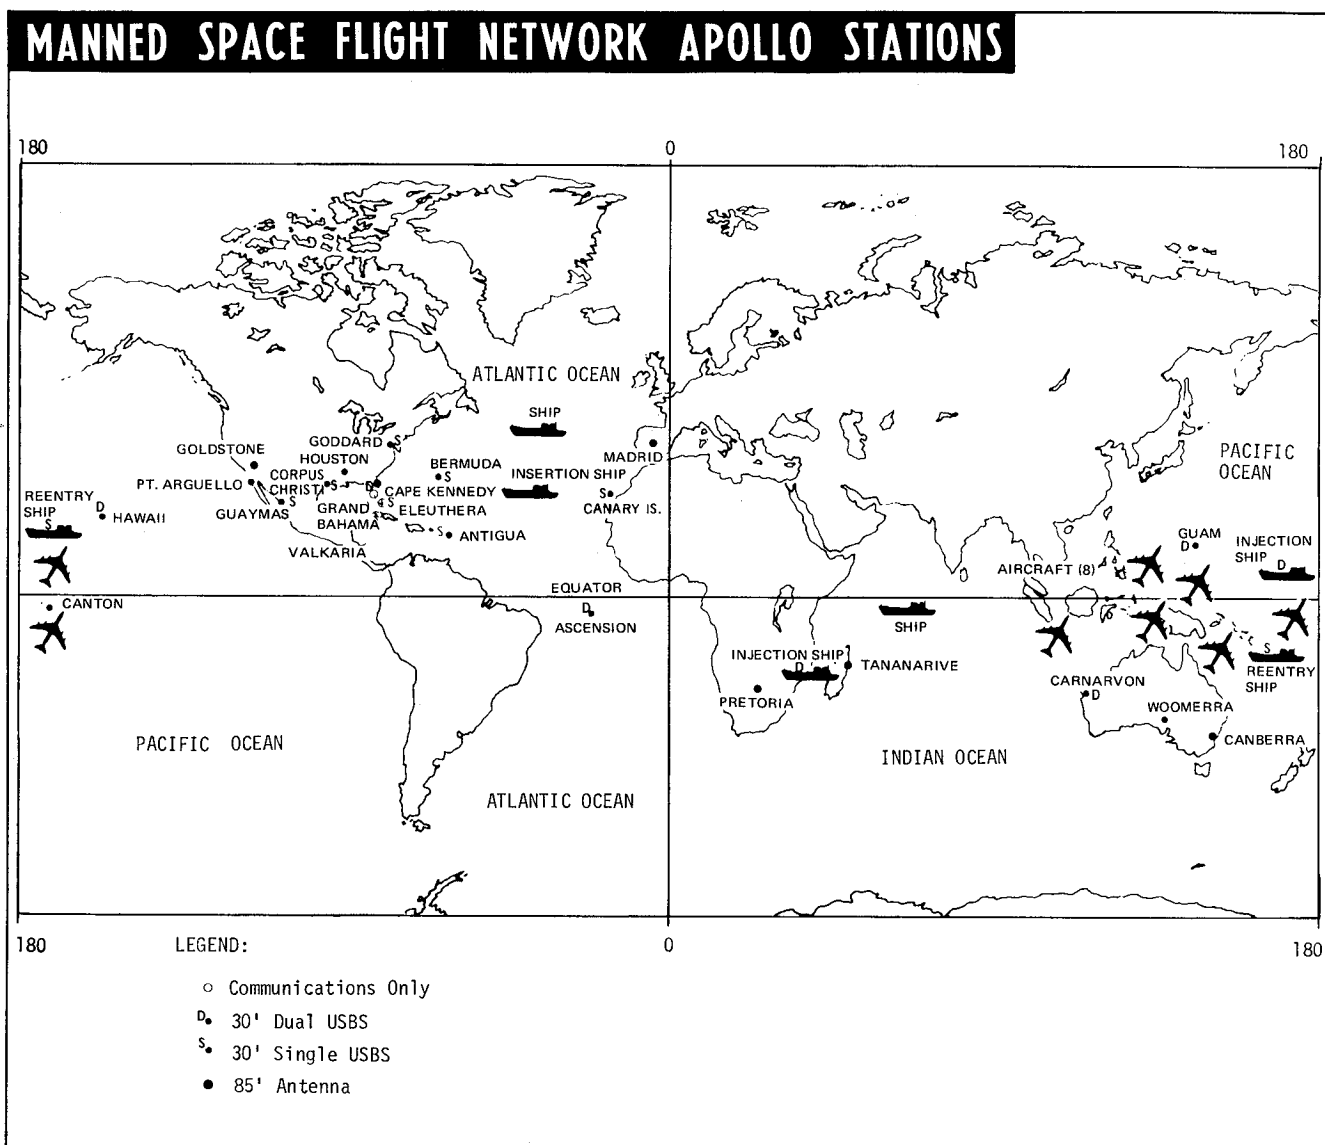 MANNED SPACE FLIGHT NETWORK APOLLO STATIONS
180
0
180
ATLANTIC OCEAN
SHIP
GODDARD S
HOUSTON
GOLDSTONE
MADRID
PACIFIC
OCEAN
BERMUDA
S
INSERTION SHIP
CORPUS
CHRISTI S
PT. ARGUELLO
D
CAPE KENNEDY
S
CANARY IS.
REENTRY
SHIP
S
D
HAWAII
GUAYMAS
S
GRAND
BAHAMA
S
S
ELEUTHERA
S
ANTIGUA
VALKARIA
GUAM
D
INJECTION
SHIP
D
AIRCRAFT (8)
EQUATOR
CANTON
D
ASCENSION
SHIP
INJECTION SHIP
D
TANANARIVE
S
REENTRY
SHIP
CARNARVON
D
PRETORIA
WOOMERRA
CANBERRA
PACIFIC OCEAN
INDIAN OCEAN
ATLANTIC OCEAN
180
0
180
LEGEND:
Communications Only
D 30' Dual USBS
S 30' Single USBS
85' Antenna